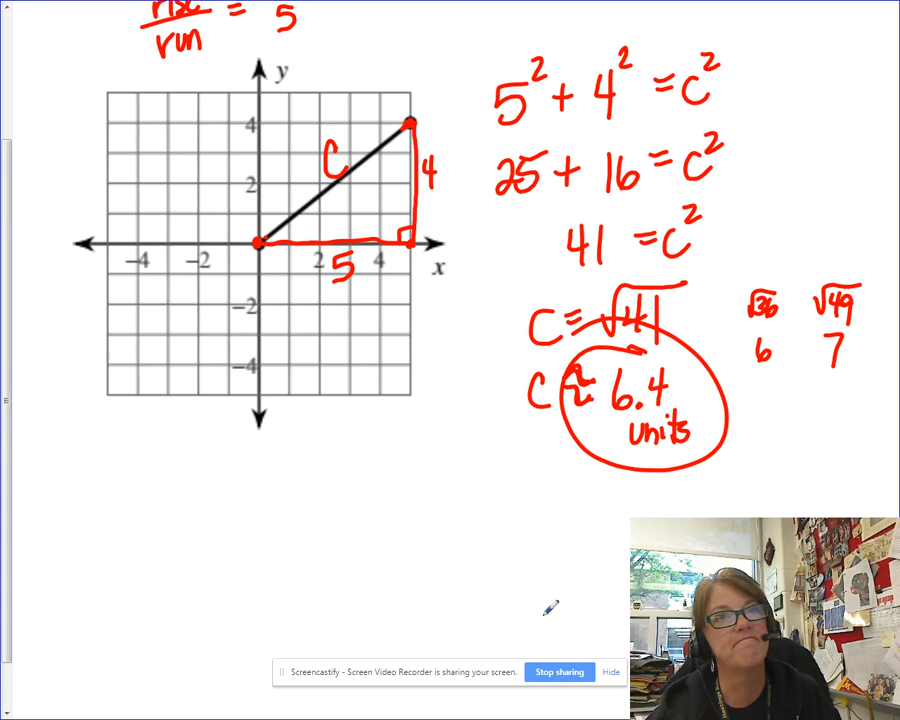 rise
run = 5
y
4
2
-4 -2 2 4 x
-2
-4
C
4
5
5² + 4² = c²
25 + 16 = c²
41 = c²
C = √41
C ≈ 6.4
units
√36 √49
6 7
Screencastify - Screen Video Recorder is sharing your screen. Stop sharing Hide